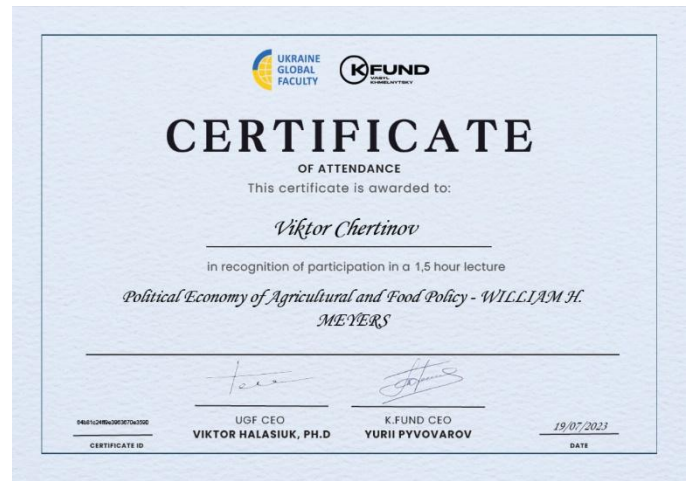 UKRAINE
GLOBAL
FACULTY
K FUND
VASYL
KHMELNYTSKY
CERTIFICATE
OF ATTENDANCE
This certificate is awarded to:
Viktor Chertinov
in recognition of participation in a 1,5 hour lecture
Political Economy of Agricultural and Food Policy - WILLIAM H.
MEYERS
UGF CEO
VIKTOR HALASIUK, PH.D
K.FUND CEO
YURII PYVOVAROV
CERTIFICATE ID
19/07/2023
DATE